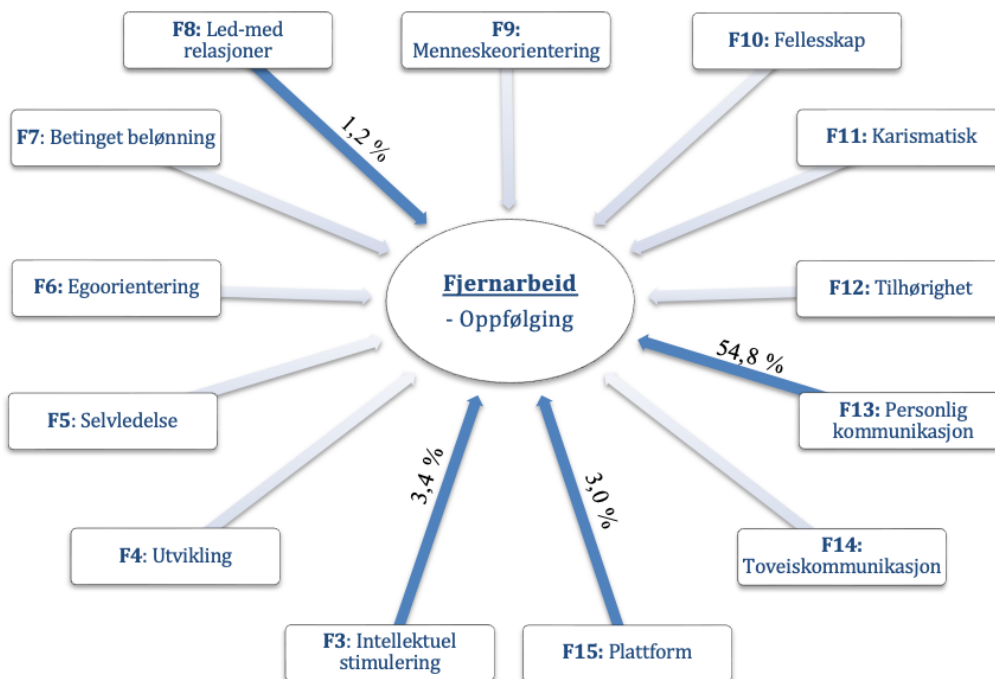 F8: Led-med
relasjoner
F9:
Menneskeorientering
F10: Fellesskap
F7: Betinget belønning
1,2 %
F11: Karismatisk
F6: Egoorientering
Fjernarbeid
- Oppfølging
F12: Tilhørighet
54,8 %
F5: Selvledelse
F13: Personlig
kommunikasjon
3,4 %
3,0 %
F4: Utvikling
F14:
Toveiskommunikasjon
F3: Intellektuel
stimulering
F15: Plattform